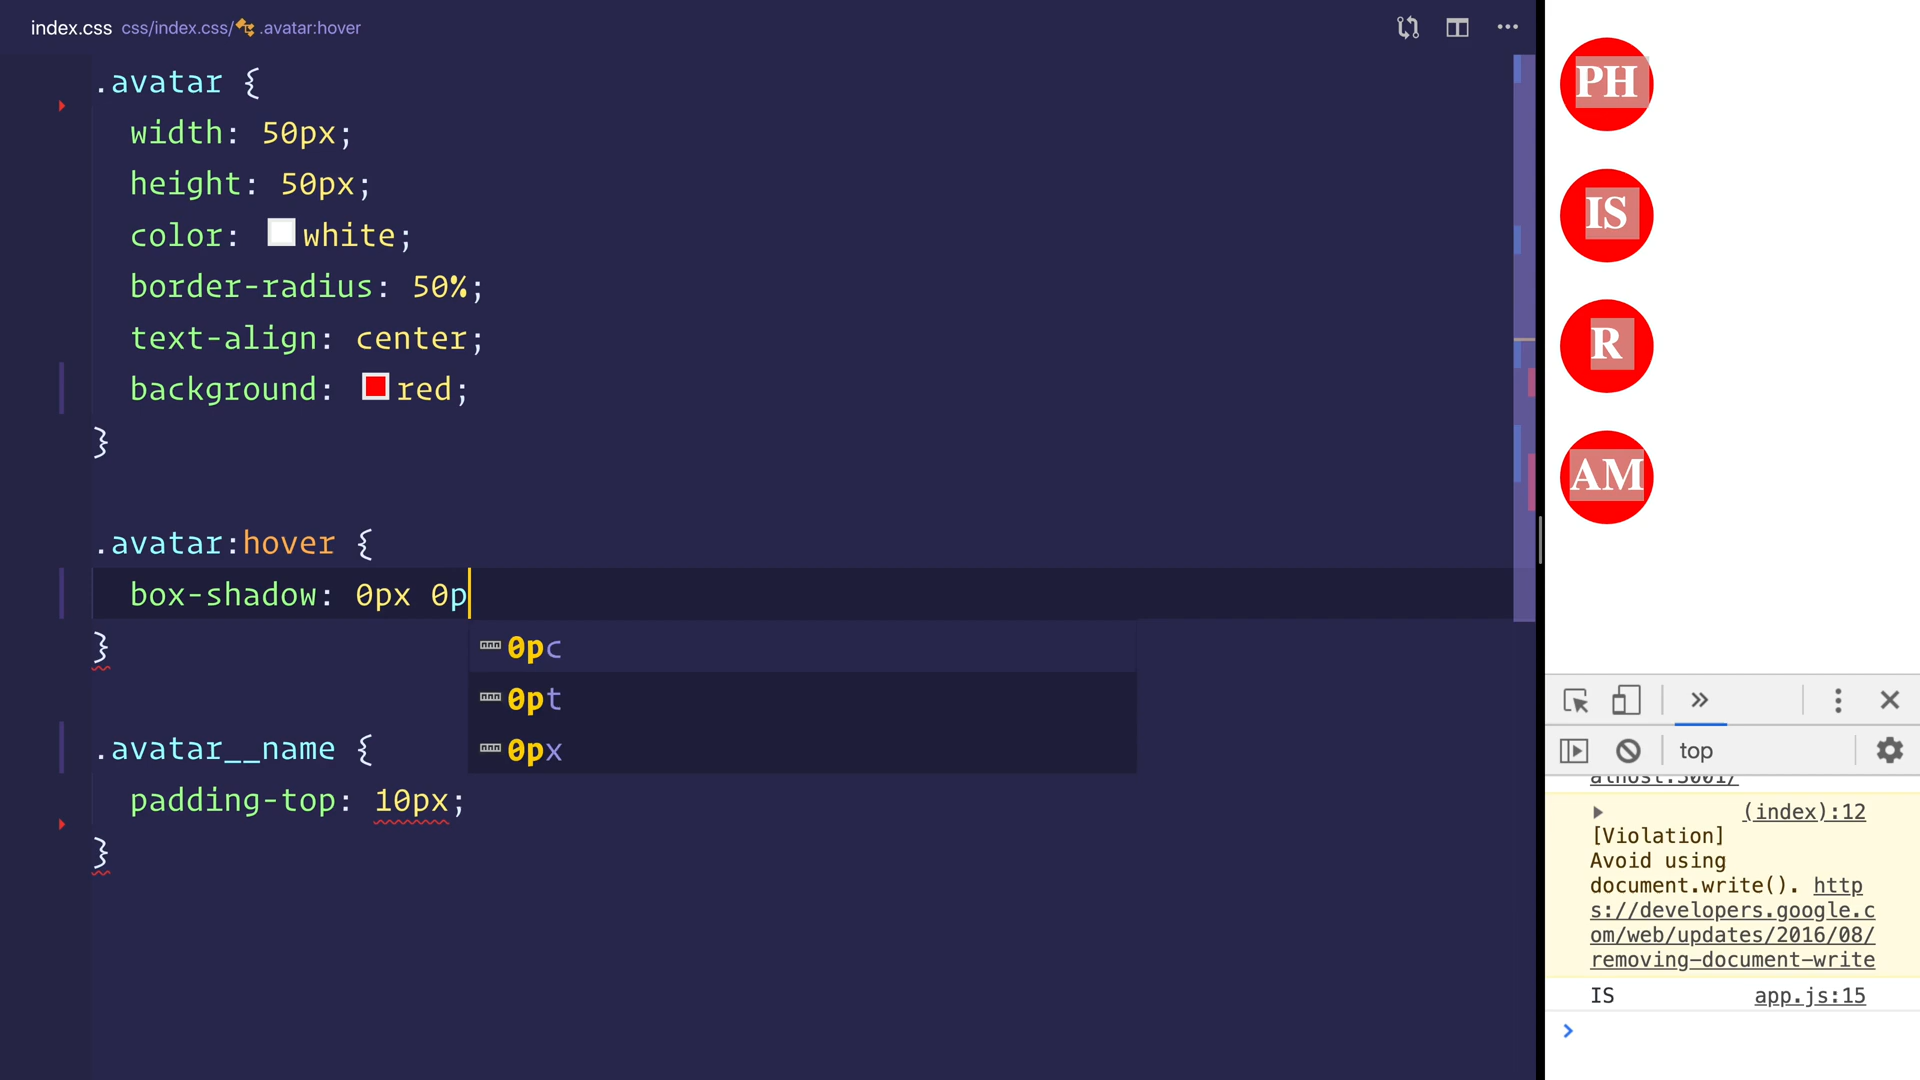 index.css css/index.css/ .avatar:hover
.avatar {
width: 50px;
height: 50px;
color: white;
border-radius: 50%;
text-align: center;
background: red;
}
.avatar:hover {
box-shadow: 0px 0p
}
0pc
0pt
0px
.avatar__name {
padding-top: 10px;
}
PH
IS
R
AM
top
alhost:3001/
(index):12
[Violation]
Avoid using
document.write(). http
s://developers.google.c
om/web/updates/2016/08/
removing-document-write
IS app.js:15